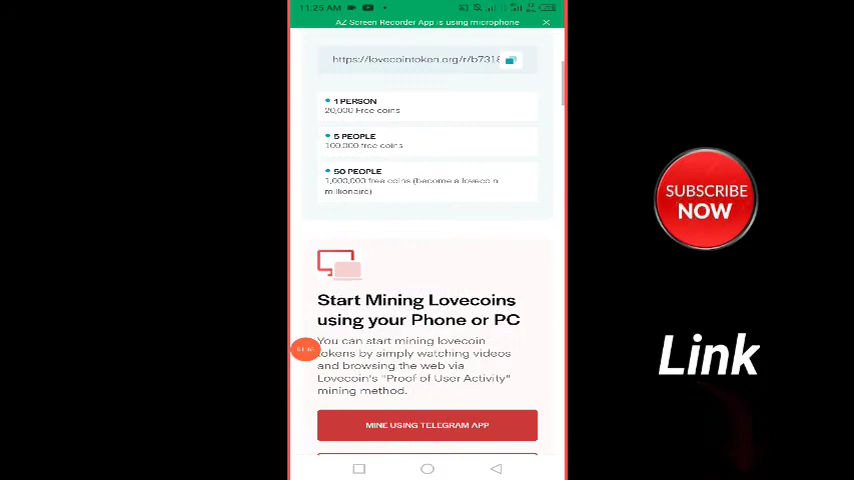 11:25 AM
AZ Screen Recorder App is using microphone
https://lovecointoken.org/r/b731
1 PERSON
20,000 Free coins
5 PEOPLE
100,000 free coins
50 PEOPLE
1,000,000 free coins (become a lovecoin
millionaire)
Start Mining Lovecoins
using your Phone or PC
You can start mining lovecoin
tokens by simply watching videos
and browsing the web via
Lovecoin's "Proof of User Activity"
mining method.
MINE USING TELEGRAM APP
SUBSCRIBE
NOW
Link